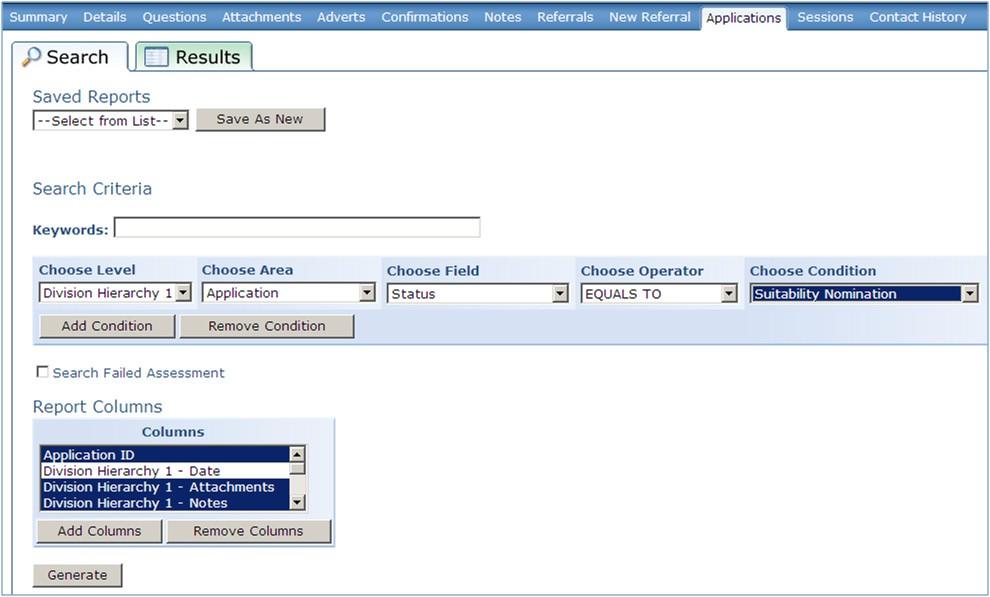 Summary Details Questions Attachments Adverts Confirmations Notes Referrals New Referral Applications Sessions Contact History
Search Results
Saved Reports
--Select from List-- Save As New
Search Criteria
Keywords:
Choose Level Choose Area Choose Field Choose Operator Choose Condition
Division Hierarchy 1 Application Status EQUALS TO Suitability Nomination
Add Condition Remove Condition
Search Failed Assessment
Report Columns
Columns
Application ID
Division Hierarchy 1 - Date
Division Hierarchy 1 - Attachments
Division Hierarchy 1 - Notes
Add Columns Remove Columns
Generate